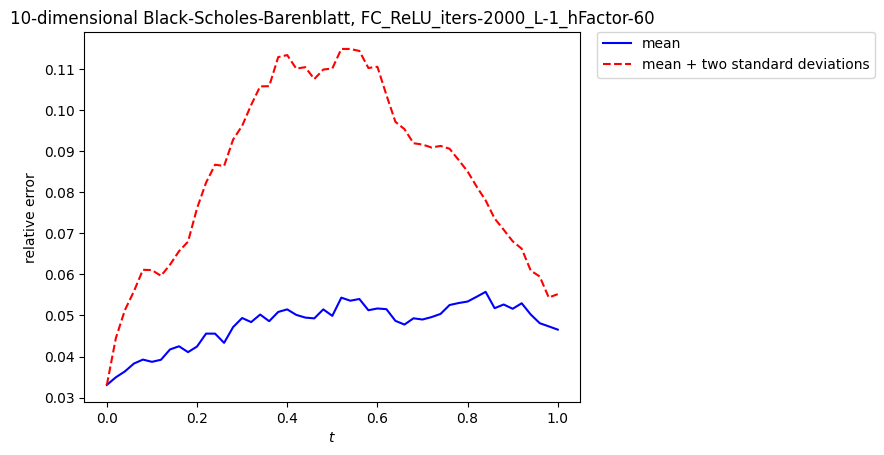 10-dimensional Black-Scholes-Barenblatt, FC_ReLU_iters-2000_L-1_hFactor-60
mean
mean + two standard deviations
relative error
0.11
0.10
0.09
0.08
0.07
0.06
0.05
0.04
0.03
0.0 0.2 0.4 0.6 0.8 1.0
t